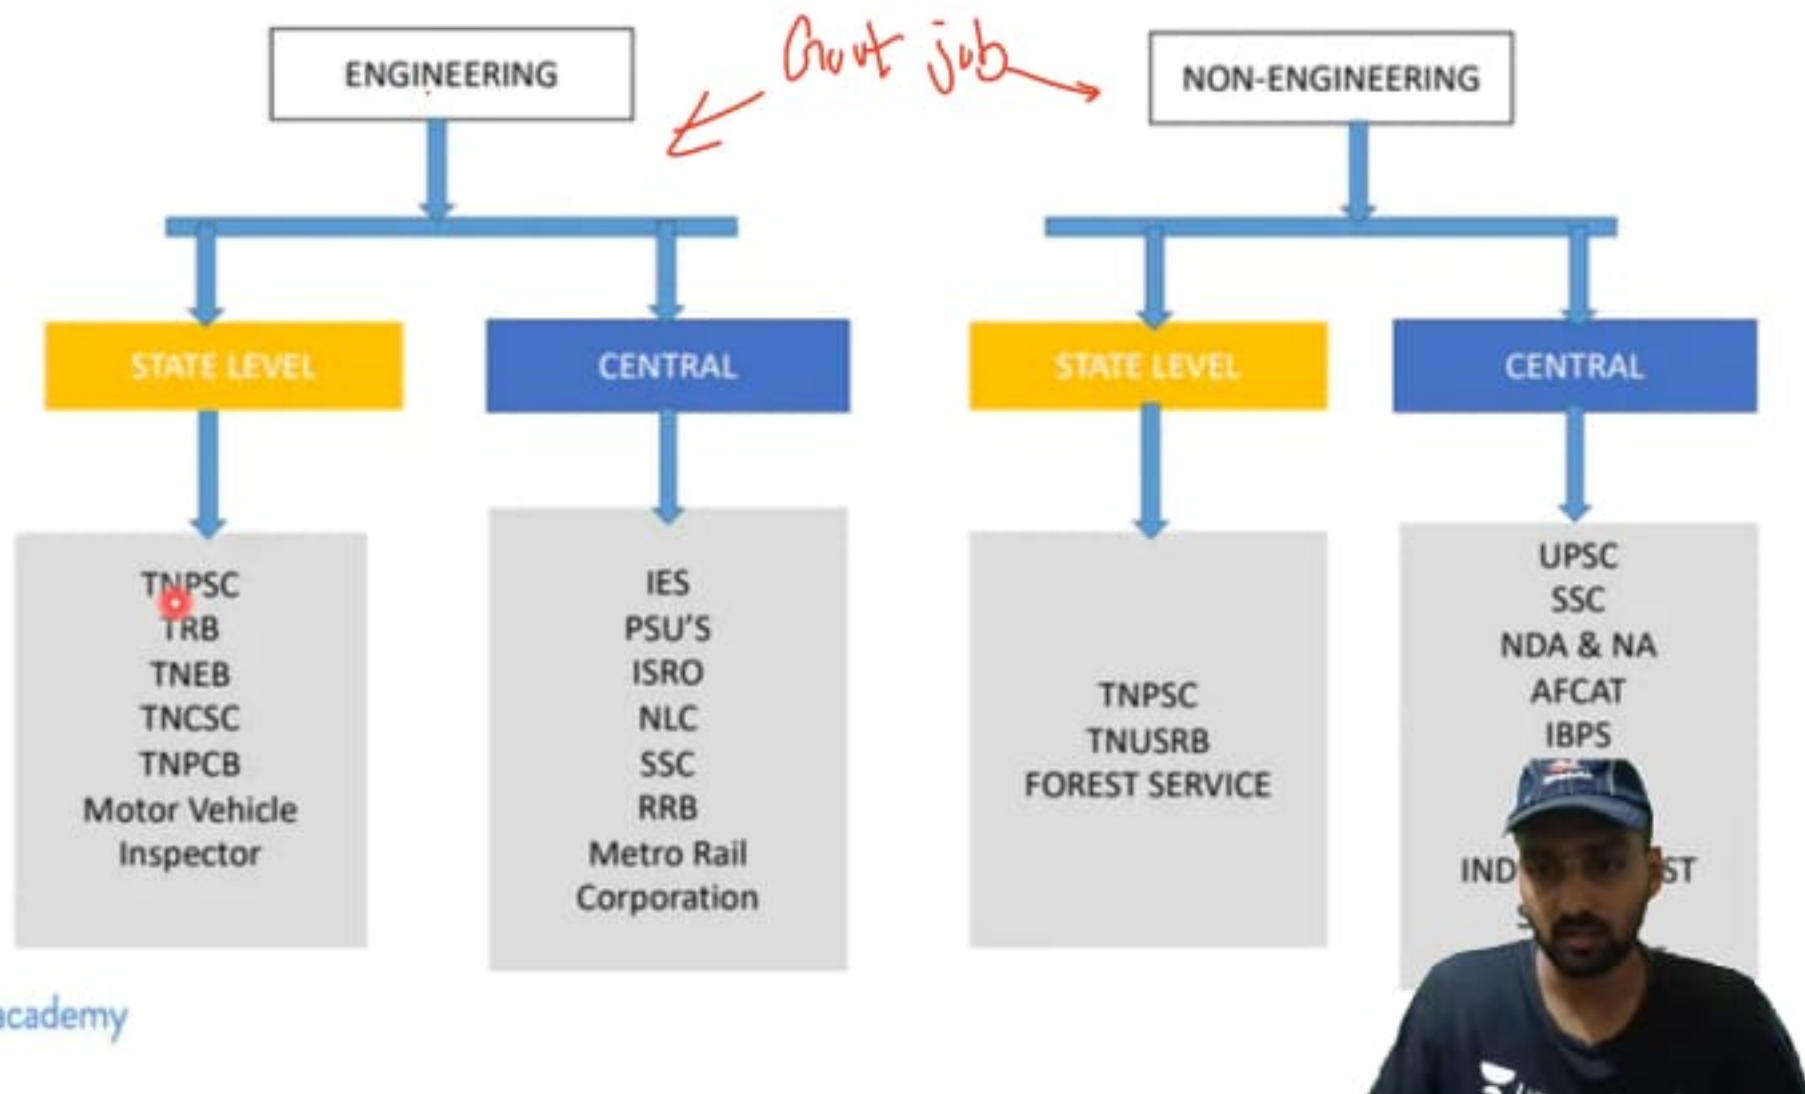 Govt job
ENGINEERING
NON-ENGINEERING
STATE LEVEL
CENTRAL
STATE LEVEL
CENTRAL
TNPSC
TRB
TNEB
TNCSC
TNPCB
Motor Vehicle
Inspector
IES
PSU'S
ISRO
NLC
SSC
RRB
Metro Rail
Corporation
TNPSC
TNUSRB
FOREST SERVICE
UPSC
SSC
NDA & NA
AFCAT
IBPS
academy